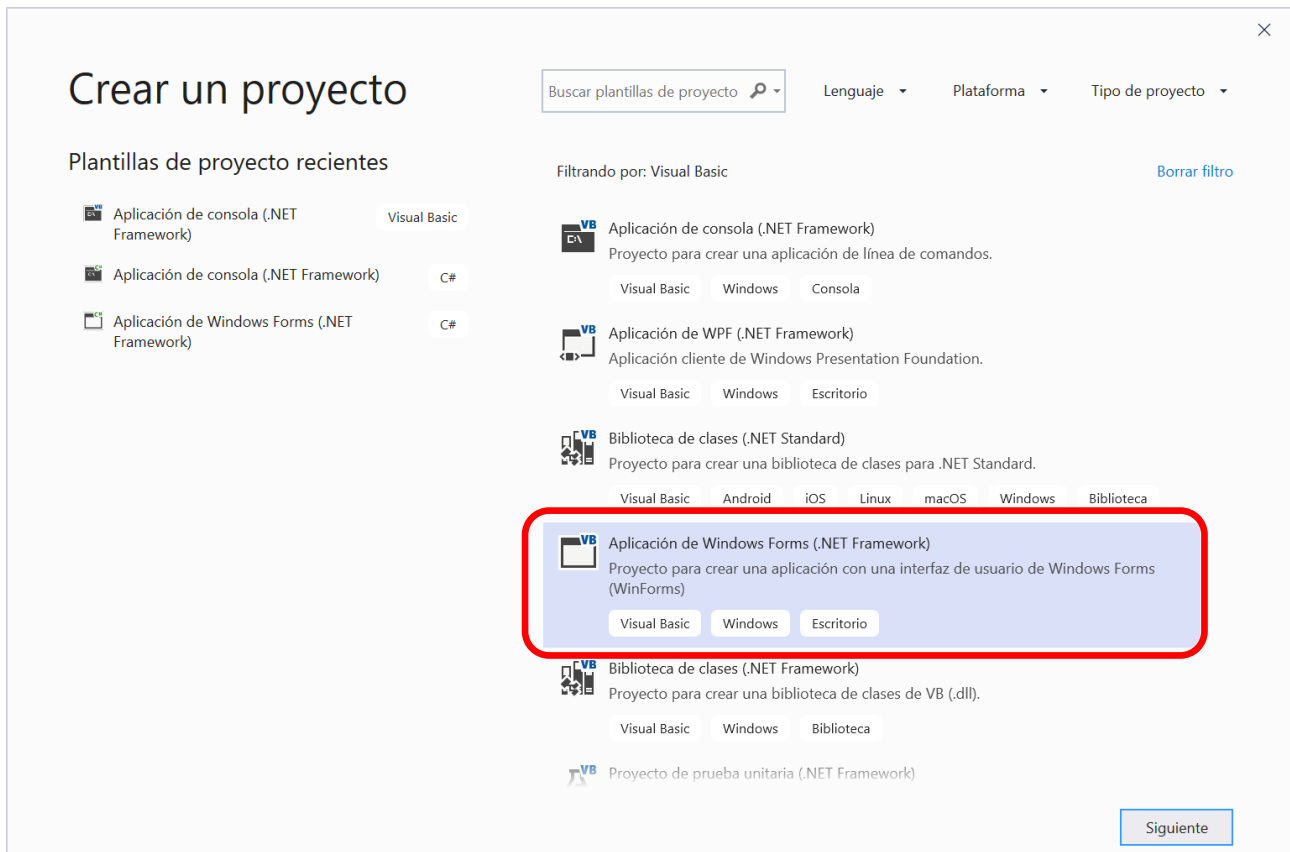 Crear un proyecto
Buscar plantillas de proyecto
Lenguaje
Plataforma
Tipo de proyecto
Plantillas de proyecto recientes
Aplicación de consola (.NET
Framework)
Visual Basic
Aplicación de consola (.NET Framework)
C#
Aplicación de Windows Forms (.NET
Framework)
C#
Filtrando por: Visual Basic
Borrar filtro
Aplicación de consola (.NET Framework)
Proyecto para crear una aplicación de línea de comandos.
Visual Basic Windows Consola
Aplicación de WPF (.NET Framework)
Aplicación cliente de Windows Presentation Foundation.
Visual Basic Windows Escritorio
Biblioteca de clases (.NET Standard)
Proyecto para crear una biblioteca de clases para .NET Standard.
Visual Basic Android iOS Linux macOS Windows Biblioteca
Aplicación de Windows Forms (.NET Framework)
Proyecto para crear una aplicación con una interfaz de usuario de Windows Forms
(WinForms)
Visual Basic Windows Escritorio
Biblioteca de clases (.NET Framework)
Proyecto para crear una biblioteca de clases de VB (.dll).
Visual Basic Windows Biblioteca
Proyecto de prueba unitaria (.NET Framework)
Siguiente